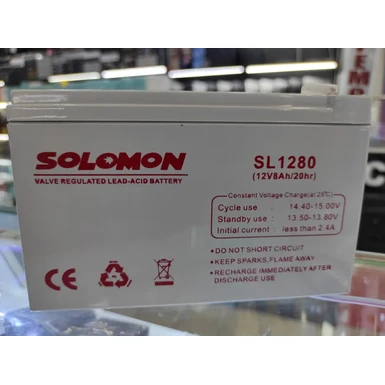 SOLOMON
VALVE REGULATED LEAD-ACID BATTERY
SL1280
(12V8Ah/20hr)
Constant Voltage Change(at 25℃)
Cycle use : 14.40-15.00V
Standby use : 13.50-13.80V
Initial current : less than 2.4A
• DO NOT SHORT CIRCUIT
• KEEP SPARKS, FLAME AWAY
• RECHARGE IMMEDIATELY AFTER
DISCHARGE USE
CE